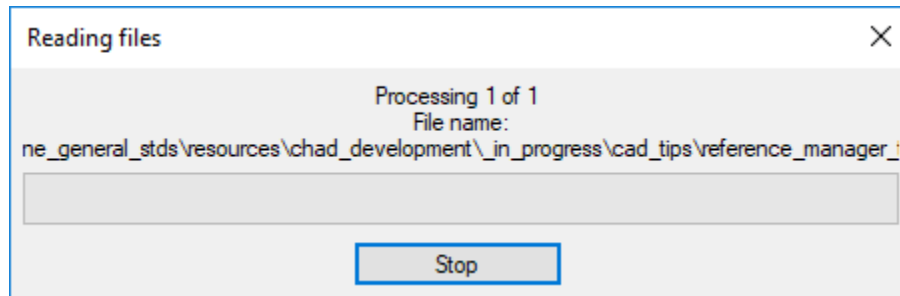 Reading files
Processing 1 of 1
File name:
ne_general_stds\resources\chad_development\_in_progress\cad_tips\reference_manager_
Stop